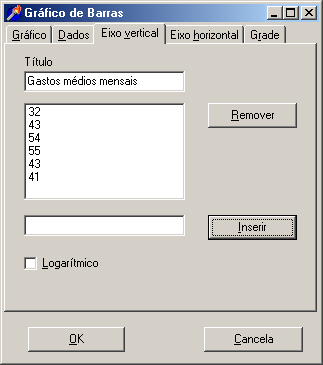 Gráfico de Barras
Gráfico Dados Eixo vertical Eixo horizontal Grade
Título
Gastos médios mensais
32
43
54
55
43
41
Remover
Inserir
Logarítmico
OK Cancela